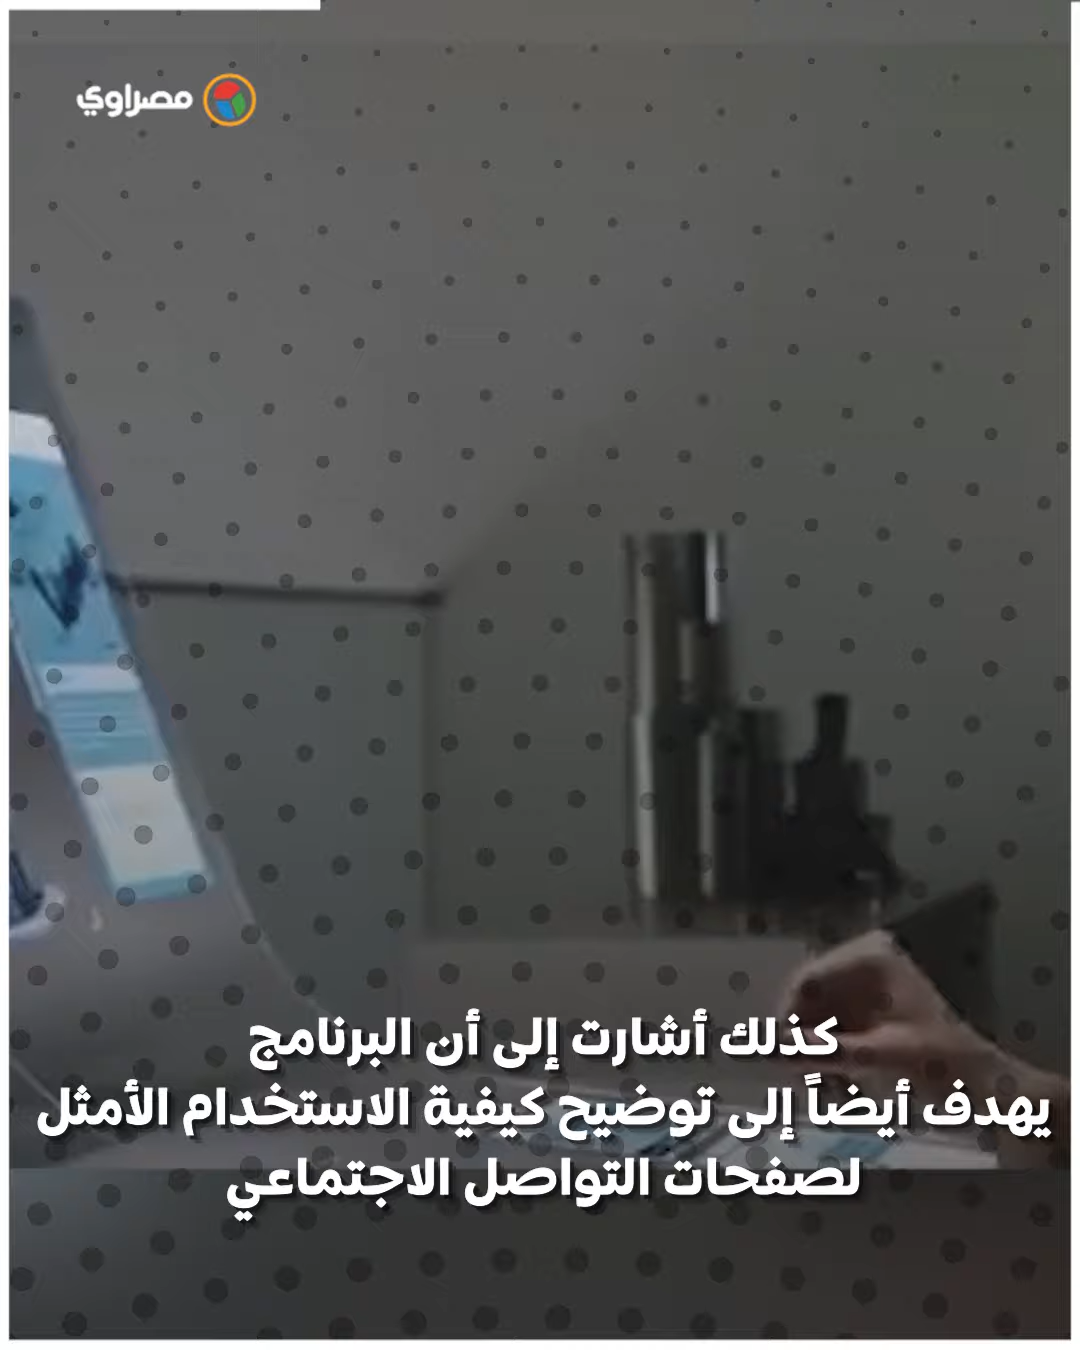 مصراوي
كذلك أشارت إلى أن البرنامج
يهدف أيضاً إلى توضيح كيفية الاستخدام الأمثل
لصفحات التواصل الاجتماعي